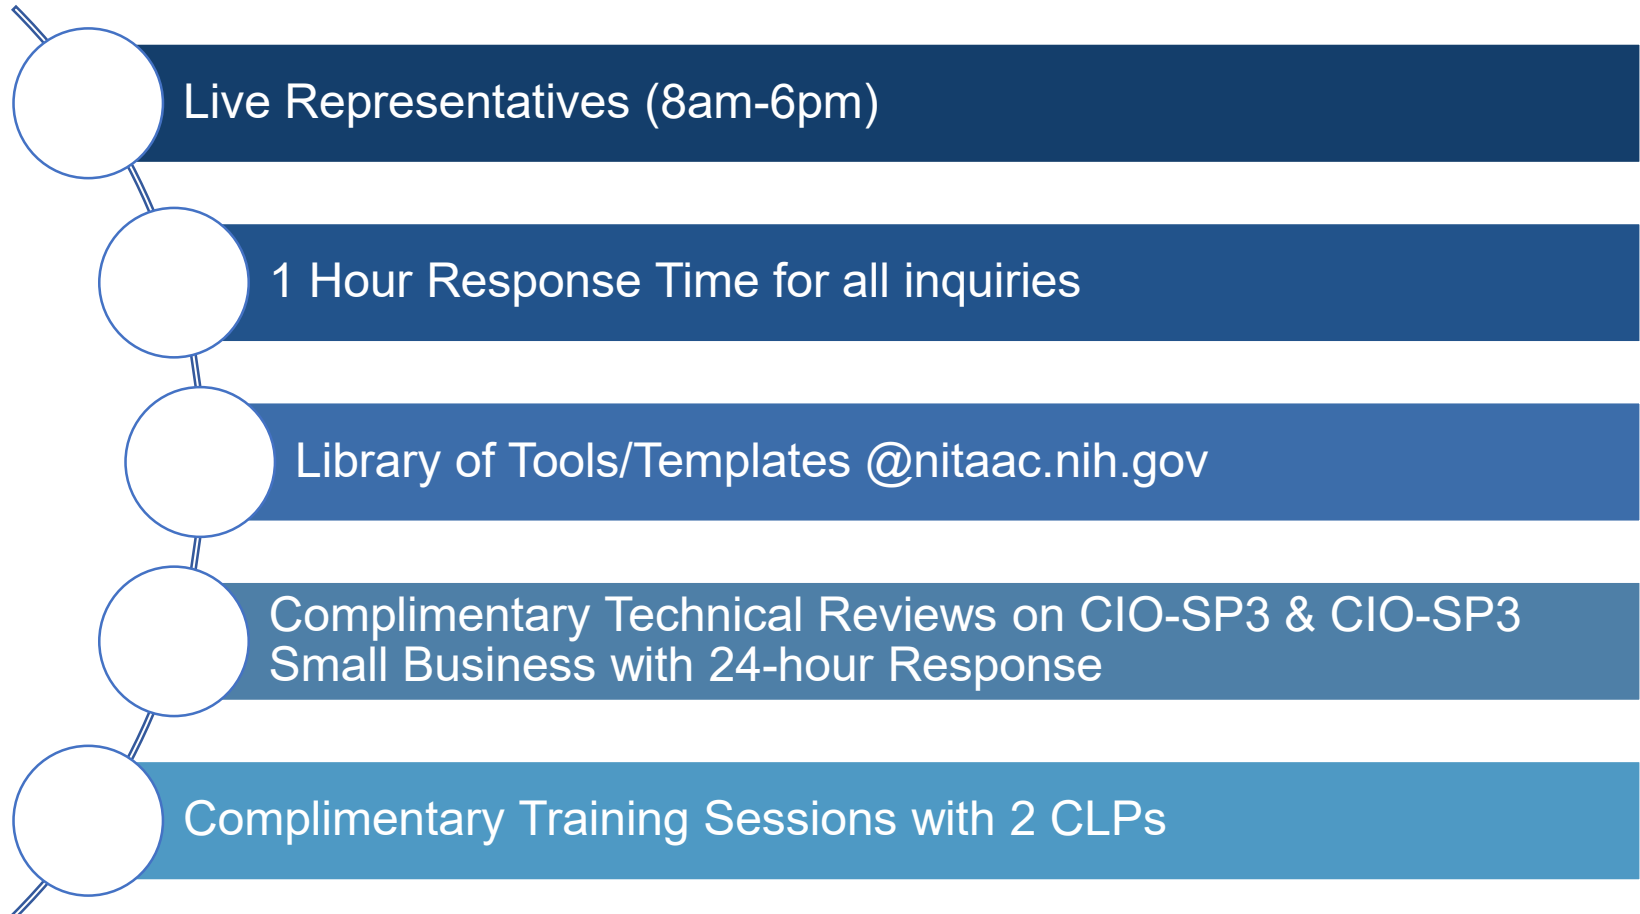 Live Representatives (8am-6pm)
1 Hour Response Time for all inquiries
Library of Tools/Templates @nitaac.nih.gov
Complimentary Technical Reviews on CIO-SP3 & CIO-SP3
Small Business with 24-hour Response
Complimentary Training Sessions with 2 CLPs